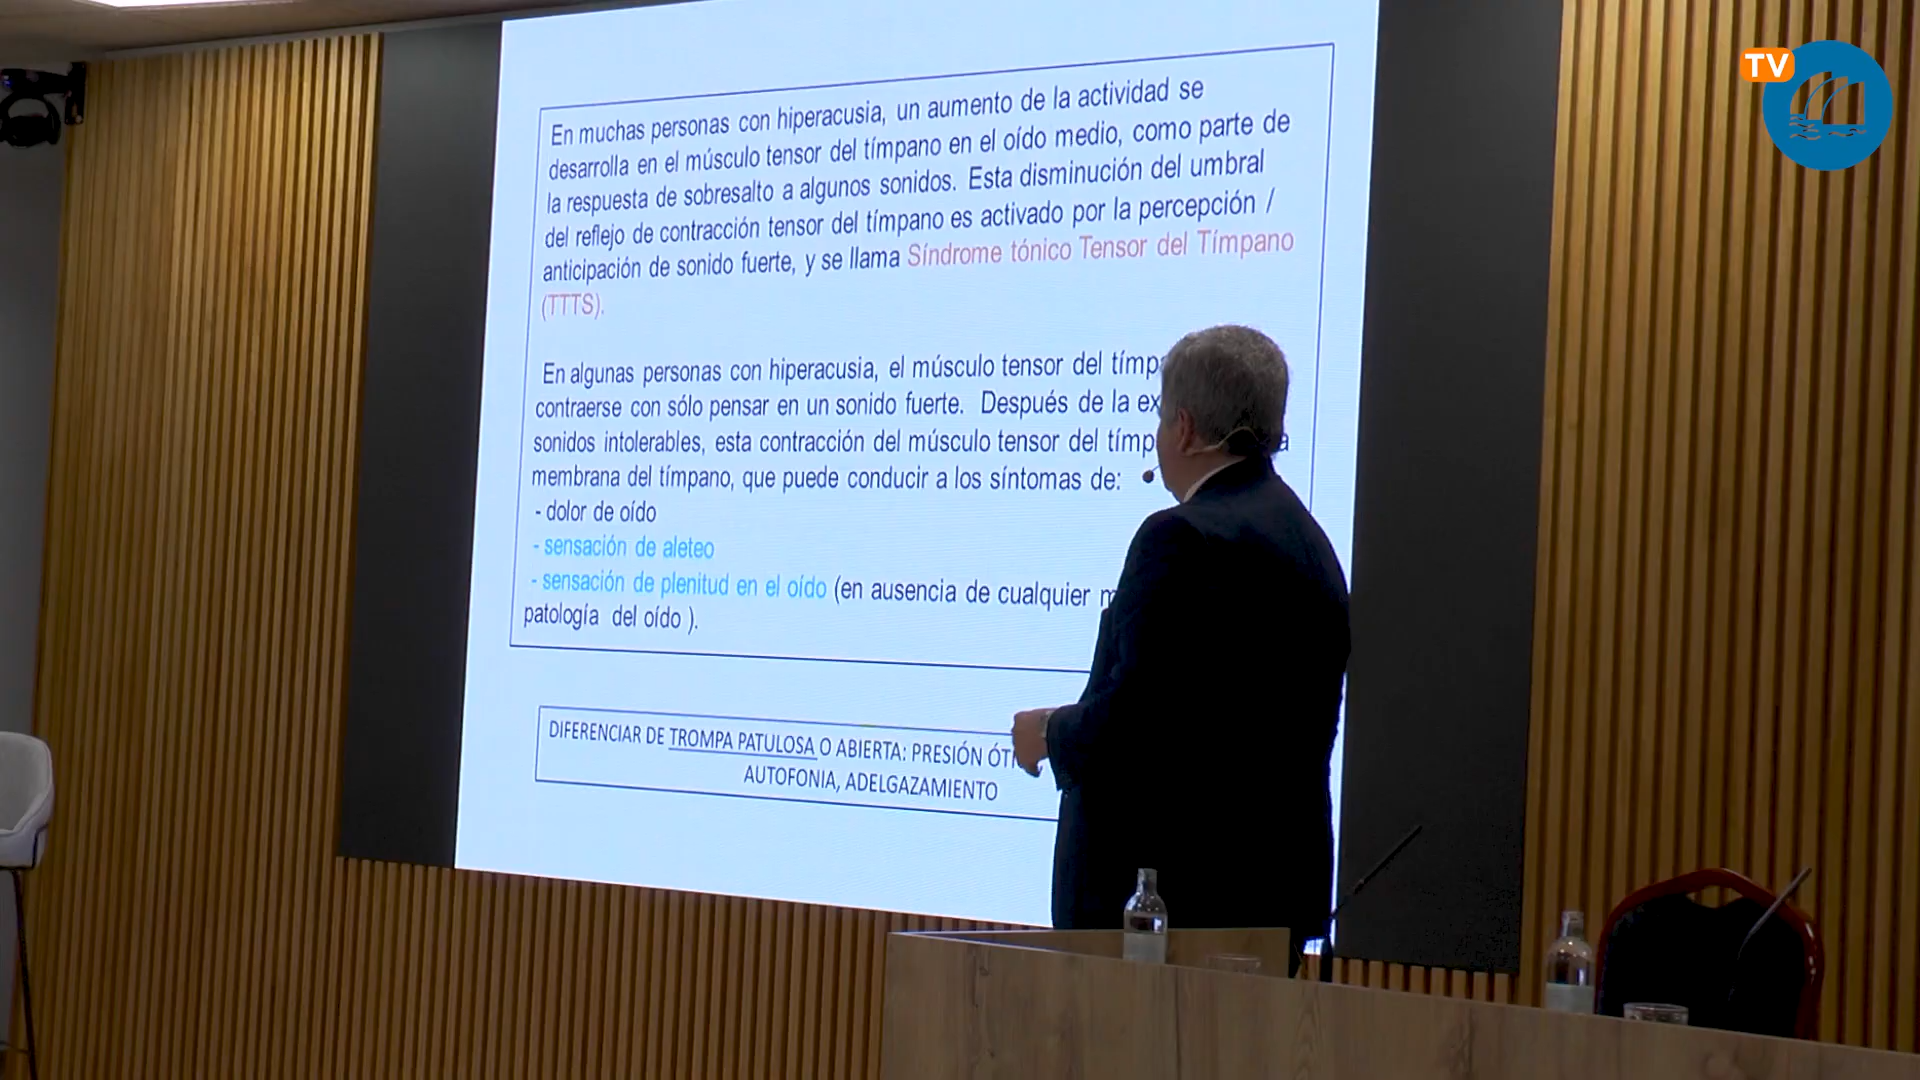 TV
En muchas personas con hiperacusia, un aumento de la actividad se
desarrolla en el músculo tensor del tímpano en el oído medio, como parte de
la respuesta de sobresalto a algunos sonidos. Esta disminución del umbral
del reflejo de contracción tensor del tímpano es activado por la percepción /
anticipación de sonido fuerte, y se llama Síndrome tónico Tensor del Tímpano
(TTTS).
En algunas personas con hiperacusia, el músculo tensor del
contraerse con sólo pensar en un sonido fuerte. Después de la
sonidos intolerables, esta contracción del músculo tensor del
membrana del tímpano, que puede conducir a los síntomas de:
- dolor de oído
- sensación de aleteo
- sensación de plenitud en el oído (en ausencia de cualquier
patología del oído ).
DIFERENCIAR DE TROMPA PATULOSA O ABIERTA: PRESIÓN
AUTOFONIA, ADELGAZAMIENTO